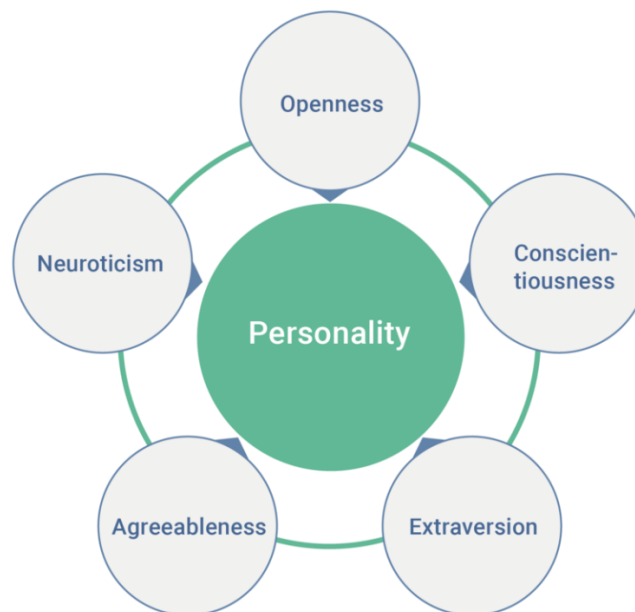 Openness
Neuroticism
Conscien-
tiousness
Personality
Agreeableness
Extraversion